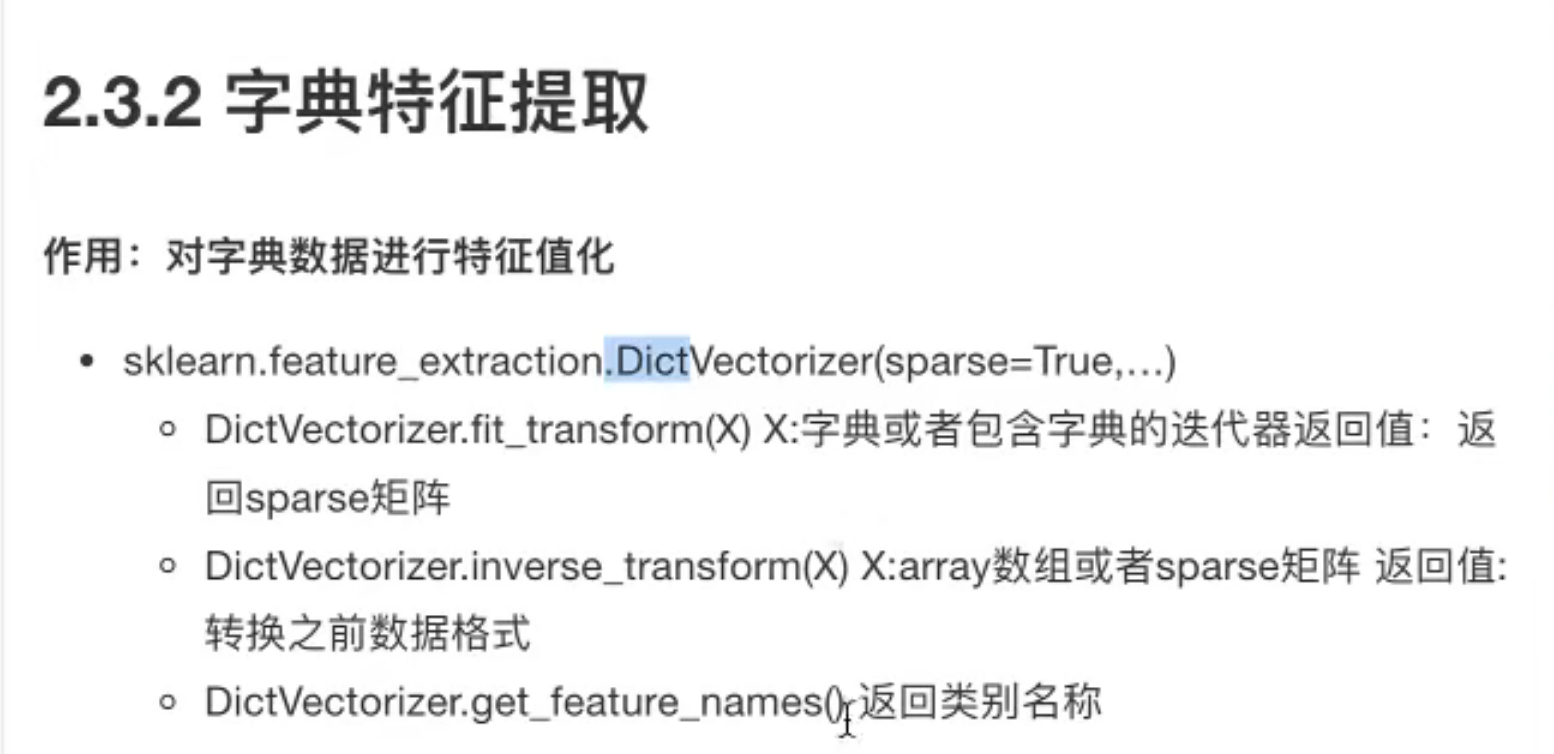 2.3.2 字典特征提取
作用：对字典数据进行特征值化
• sklearn.feature_extraction.DictVectorizer(sparse=True,…)
◦ DictVectorizer.fit_transform(X) X:字典或者包含字典的迭代器返回值：返
回sparse矩阵
◦ DictVectorizer.inverse_transform(X) X:array数组或者sparse矩阵 返回值:
转换之前数据格式
◦ DictVectorizer.get_feature_names() 返回类别名称